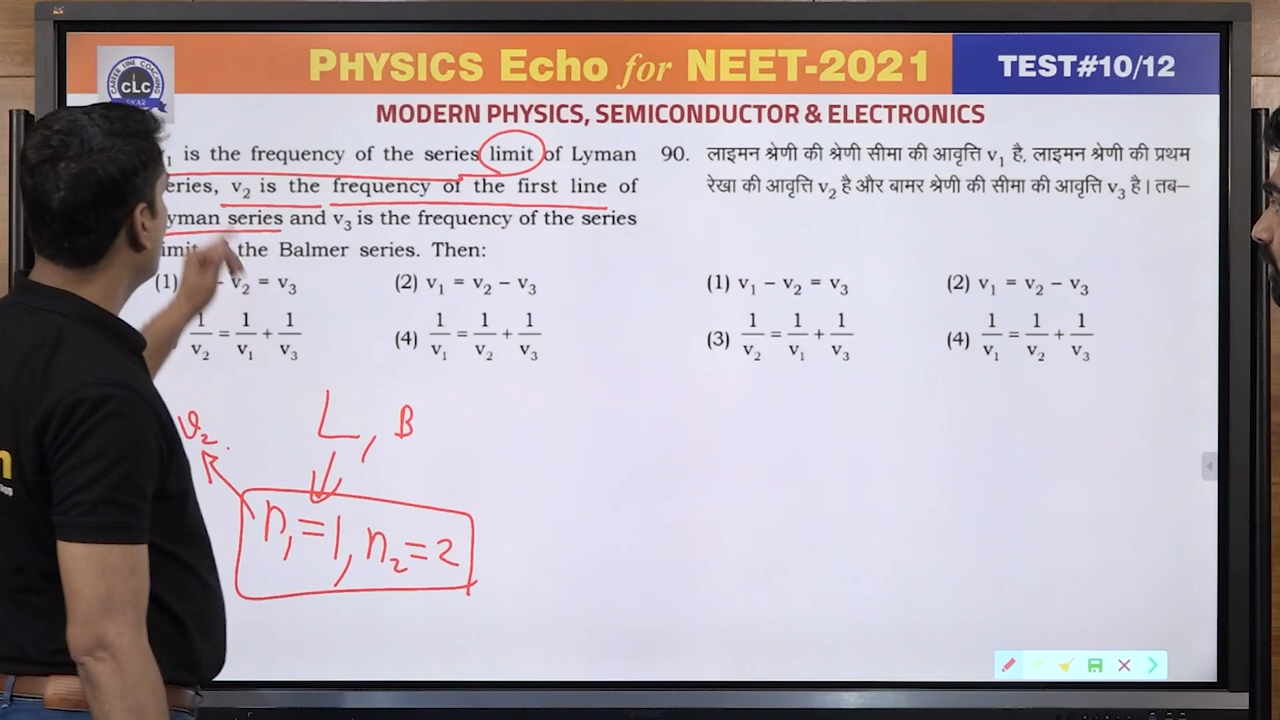 PHYSICS Echo for NEET-2021
TEST#10/12
CLC
MODERN PHYSICS, SEMICONDUCTOR & ELECTRONICS
is the frequency of the series limit of Lyman
eries, v₂ is the frequency of the first line of
yman series and v₃ is the frequency of the series
imit the Balmer series. Then:
(1) - v₂ = v₃ (2) v₁ = v₂ − v₃
1/v₂ = 1/v₁ + 1/v₃ (4) 1/v₁ = 1/v₂ + 1/v₃
90. लाइमन श्रेणी की श्रेणी सीमा की आवृत्ति v₁ है, लाइमन श्रेणी की प्रथम
रेखा की आवृत्ति v₂ है और बामर श्रेणी की सीमा की आवृत्ति v₃ है। तब–
(1) v₁ − v₂ = v₃ (2) v₁ = v₂ − v₃
(3) 1/v₂ = 1/v₁ + 1/v₃ (4) 1/v₁ = 1/v₂ + 1/v₃
υ₂ L, B
n₁=1, n₂=2